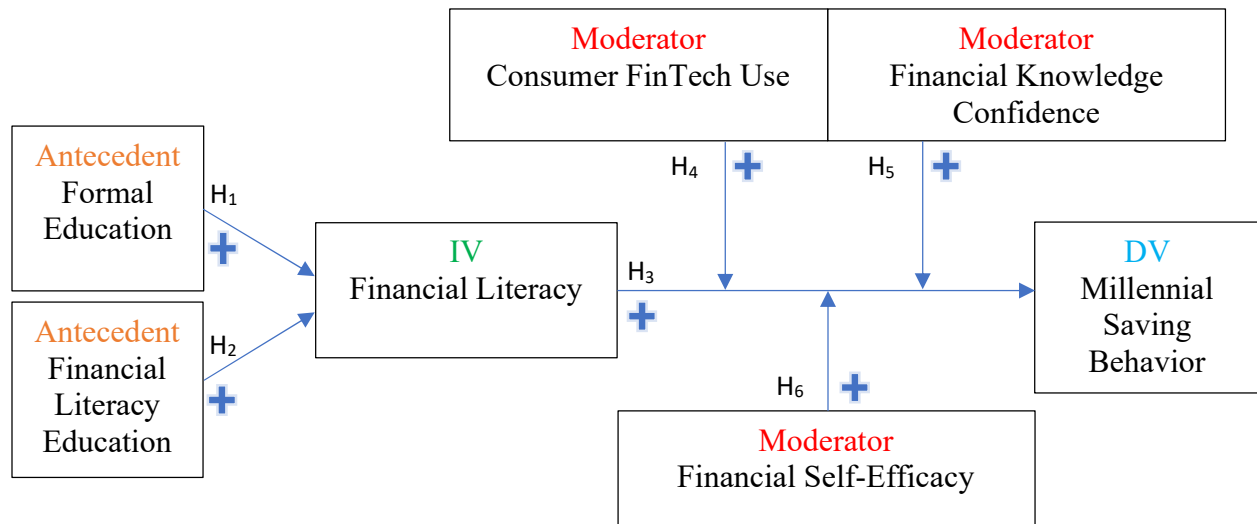 Moderator
Consumer FinTech Use
Moderator
Financial Knowledge
Confidence
Antecedent
Formal
Education
H₁
+
H₄
+
H₅
+
IV
Financial Literacy
H₃
+
DV
Millennial
Saving
Behavior
Antecedent
Financial
Literacy
Education
H₂
+
H₆
+
Moderator
Financial Self-Efficacy